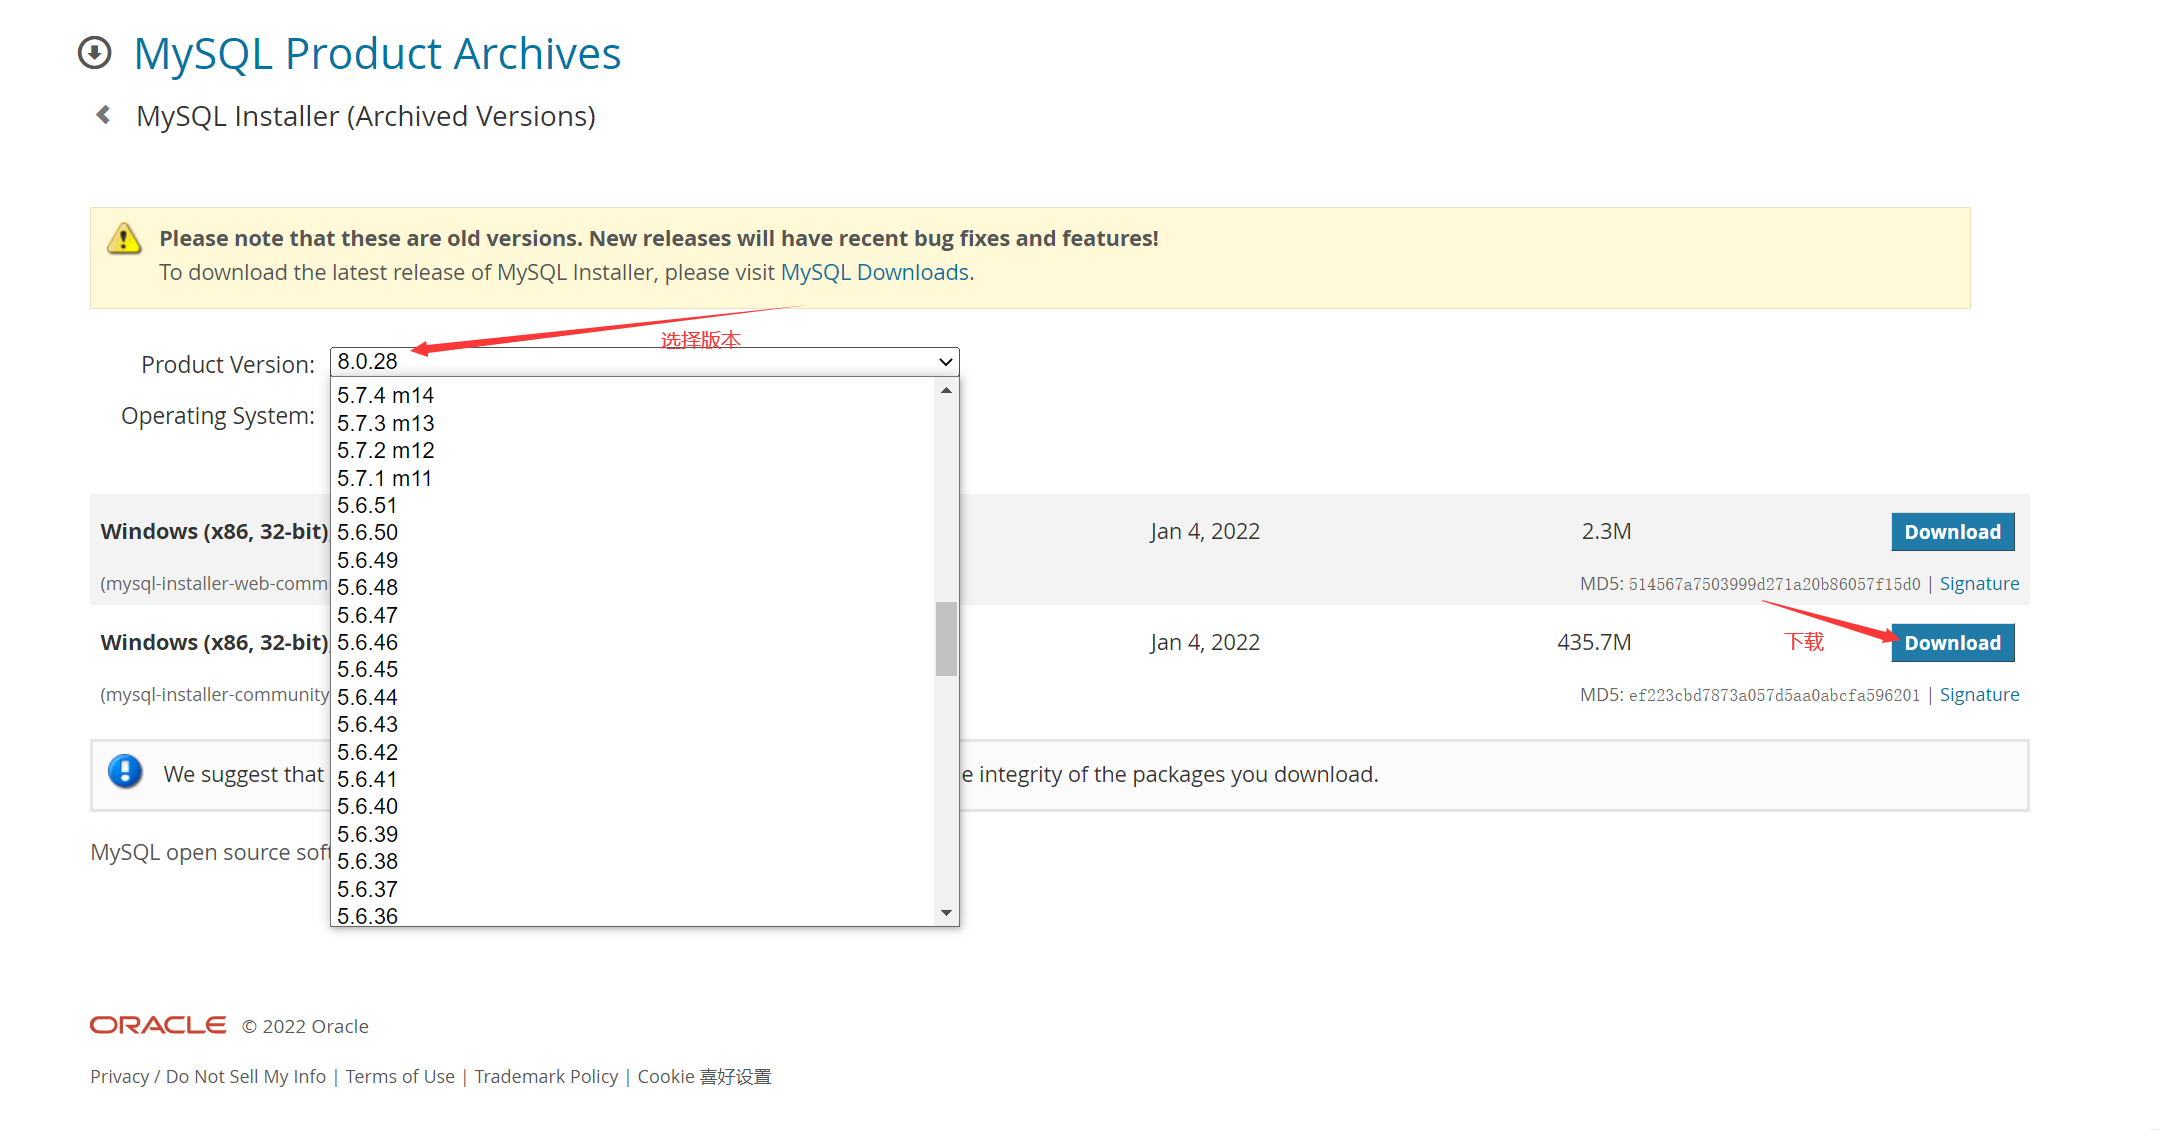 MySQL Product Archives
MySQL Installer (Archived Versions)
Please note that these are old versions. New releases will have recent bug fixes and features!
To download the latest release of MySQL Installer, please visit MySQL Downloads.
选择版本
Product Version: 8.0.28
5.7.4 m14
Operating System:
5.7.3 m13
5.7.2 m12
5.7.1 m11
5.6.51
5.6.50
5.6.49
5.6.48
5.6.47
5.6.46
5.6.45
5.6.44
5.6.43
5.6.42
5.6.41
5.6.40
5.6.39
5.6.38
5.6.37
5.6.36
Windows (x86, 32-bit), Jan 4, 2022 2.3M Download
(mysql-installer-web-comm MD5: 514567a7503999d271a20b86057f15d0 | Signature
Windows (x86, 32-bit), Jan 4, 2022 435.7M 下载 Download
(mysql-installer-community MD5: ef223cbd7873a057d5aa0abcfa596201 | Signature
We suggest that e integrity of the packages you download.
MySQL open source soft
ORACLE © 2022 Oracle
Privacy / Do Not Sell My Info | Terms of Use | Trademark Policy | Cookie 喜好设置